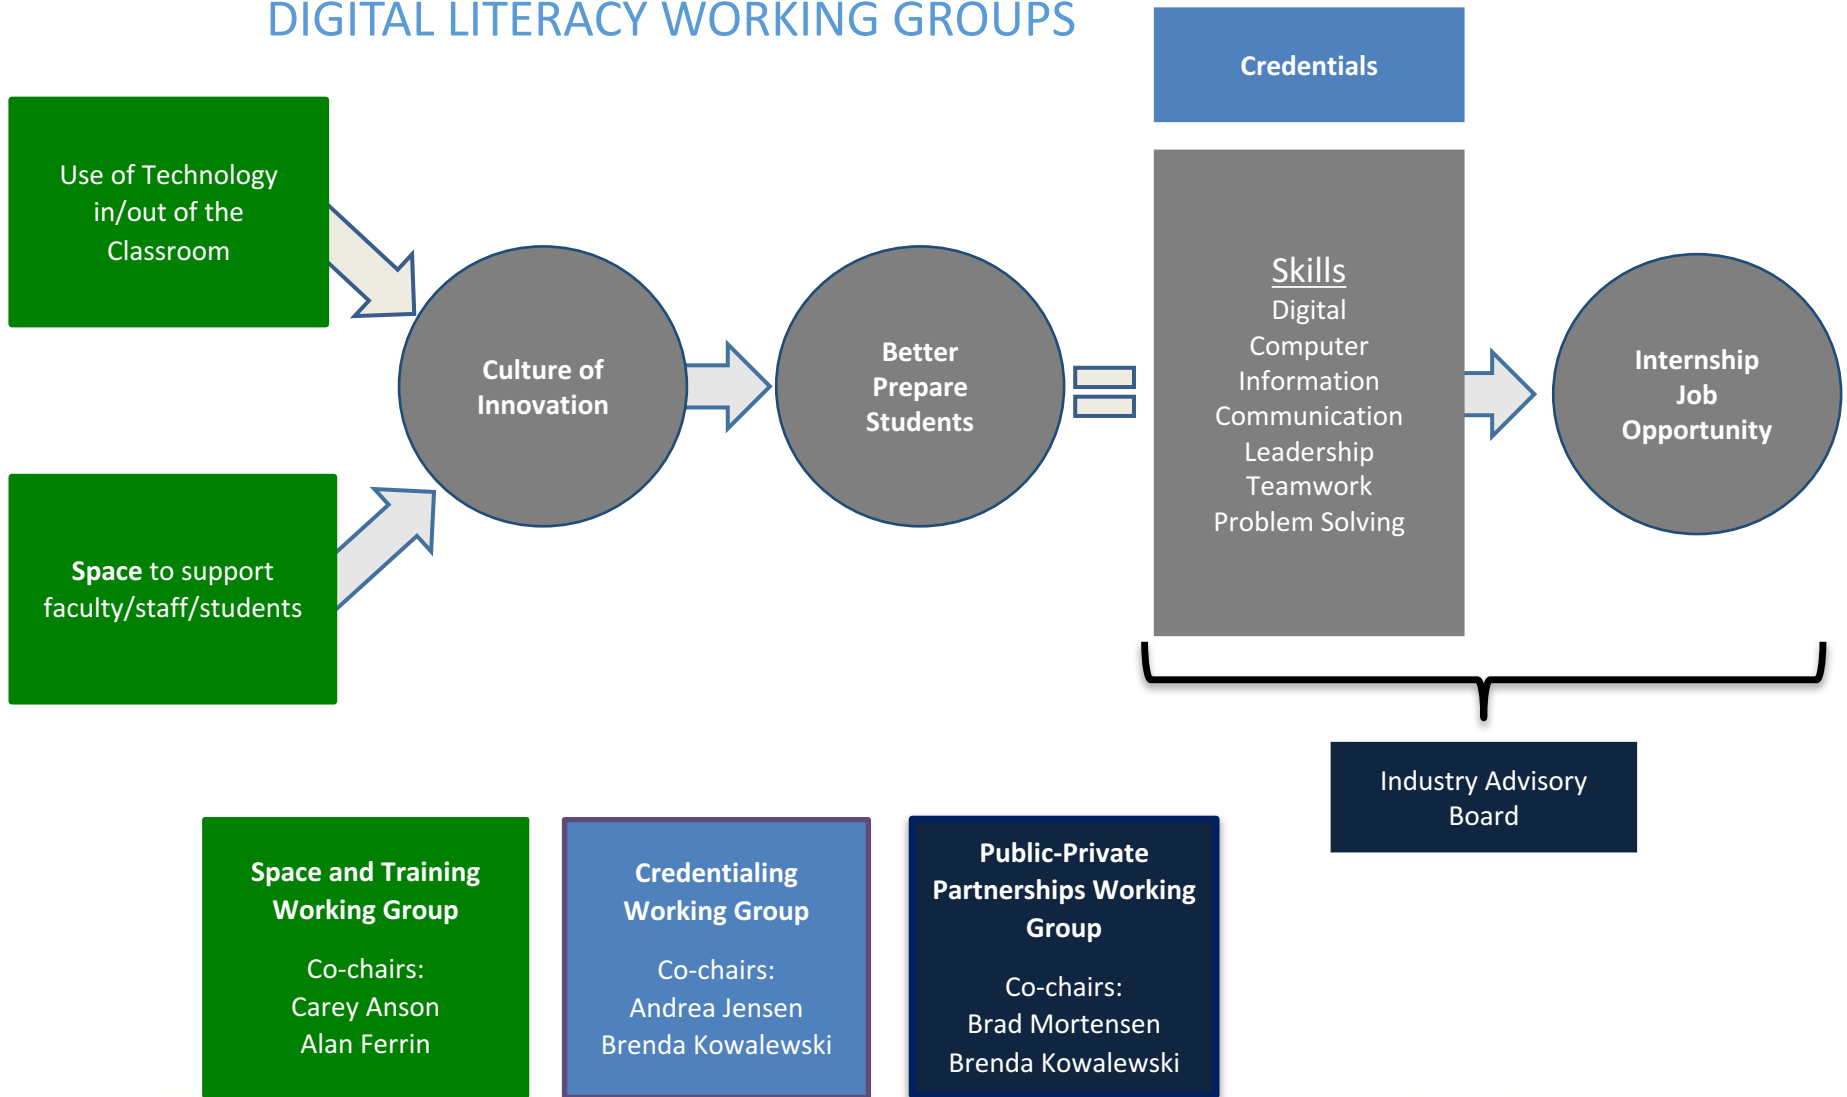 DIGITAL LITERACY WORKING GROUPS
Credentials
Use of Technology
in/out of the
Classroom
Space to support
faculty/staff/students
Culture of
Innovation
Better
Prepare
Students
Skills
Digital
Computer
Information
Communication
Leadership
Teamwork
Problem Solving
Internship
Job
Opportunity
Industry Advisory
Board
Space and Training
Working Group
Co-chairs:
Carey Anson
Alan Ferrin
Credentialing
Working Group
Co-chairs:
Andrea Jensen
Brenda Kowalewski
Public-Private
Partnerships Working
Group
Co-chairs:
Brad Mortensen
Brenda Kowalewski